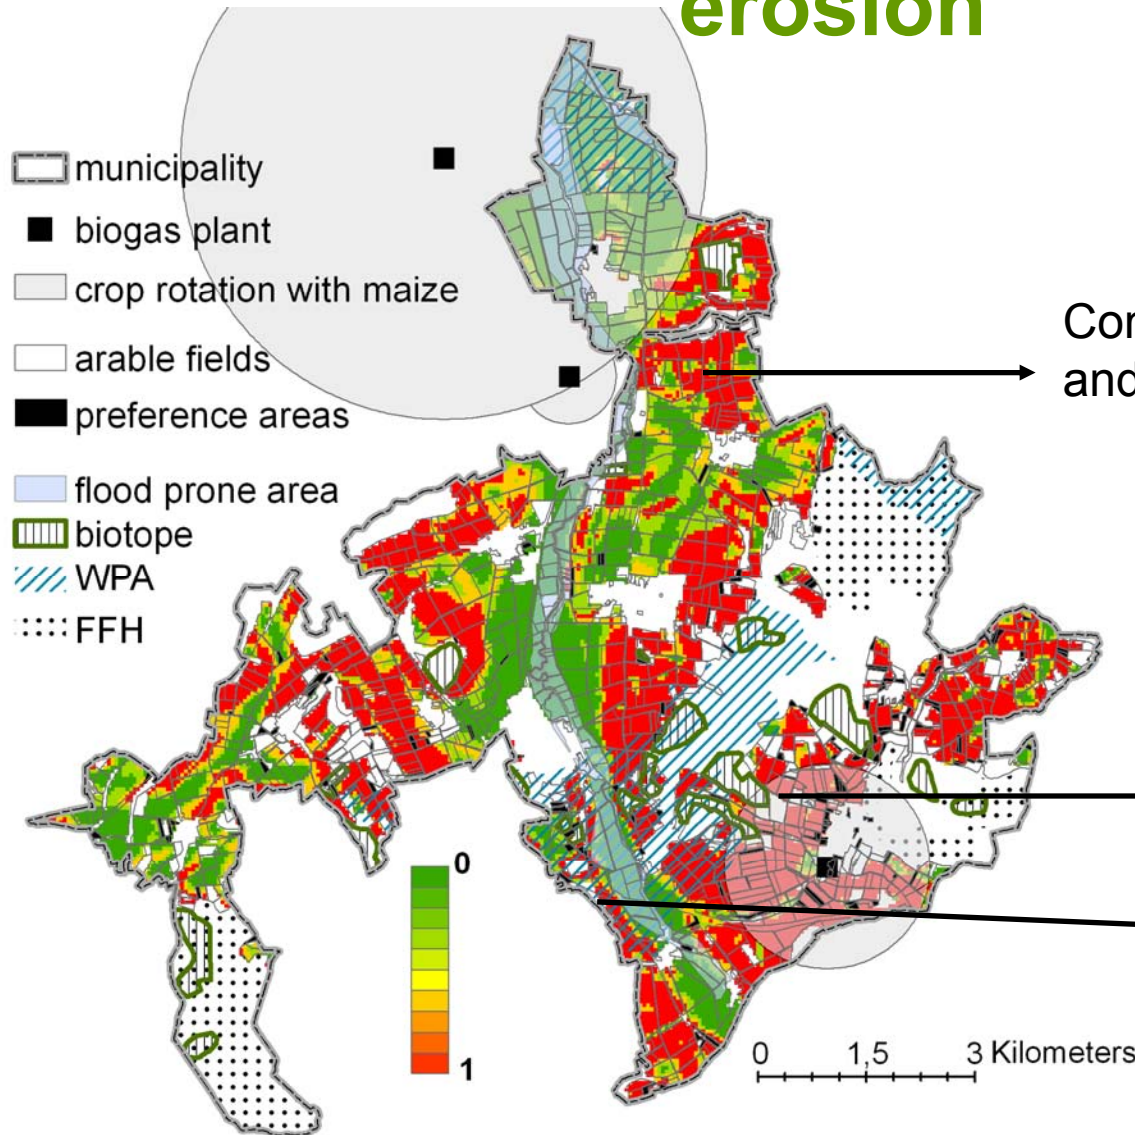 erosion
municipality
biogas plant
crop rotation with maize
arable fields
preference areas
flood prone area
biotope
WPA
FFH
and
0
1
0 1,5 3 Kilometers